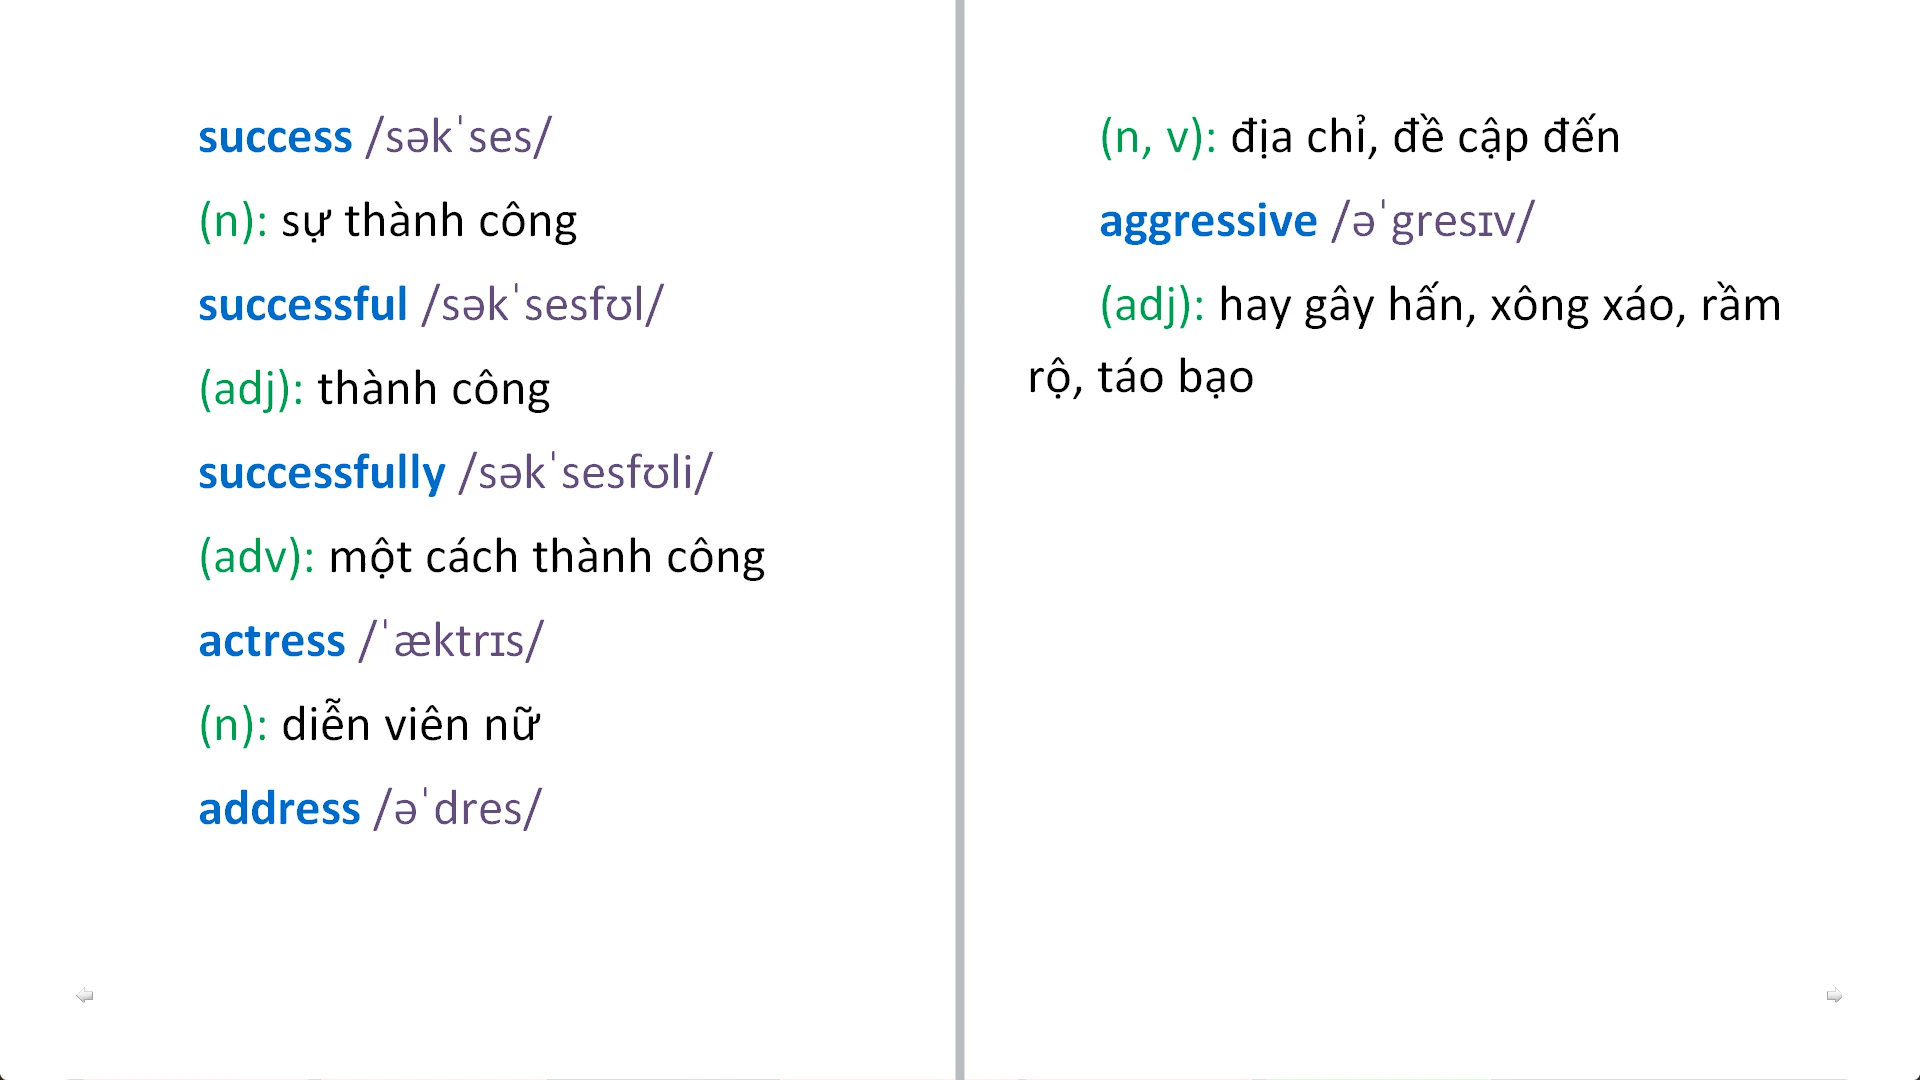 success /səkˈses/
(n): sự thành công
successful /səkˈsesfʊl/
(adj): thành công
successfully /səkˈsesfʊli/
(adv): một cách thành công
actress /ˈæktrɪs/
(n): diễn viên nữ
address /əˈdres/
(n, v): địa chỉ, đề cập đến
aggressive /əˈgresɪv/
(adj): hay gây hấn, xông xáo, rầm
rộ, táo bạo